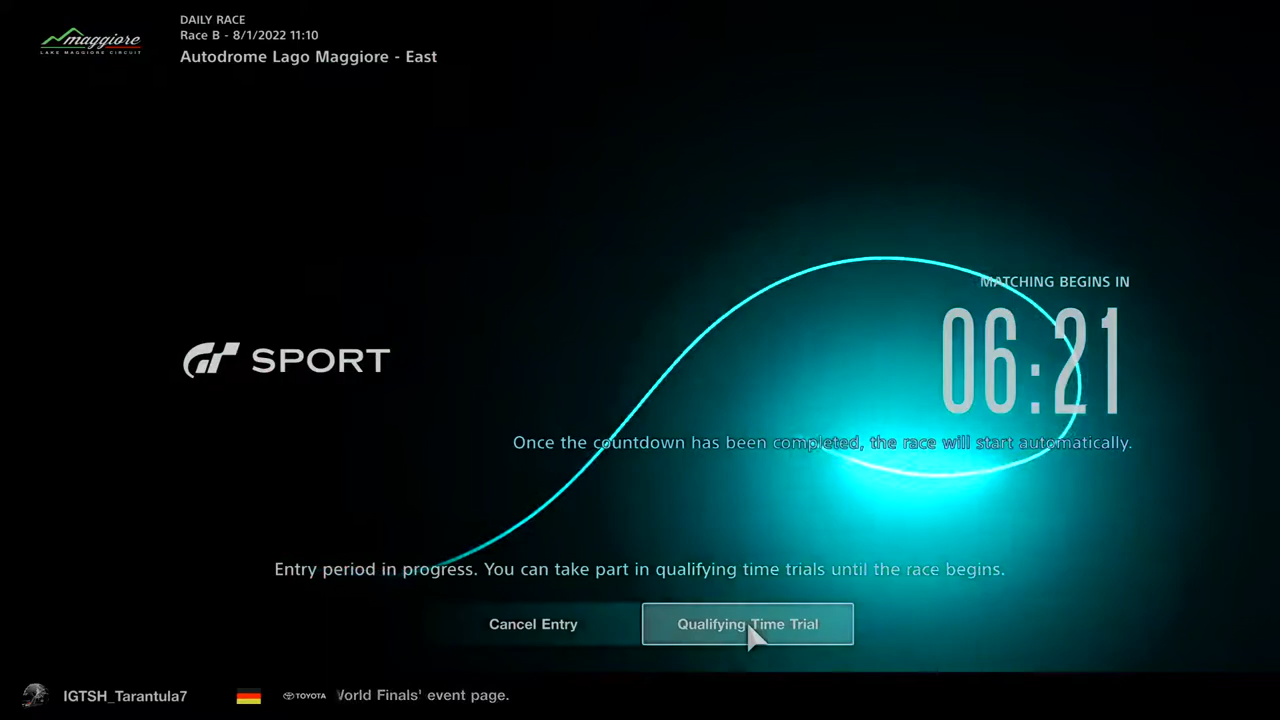 maggiore
LAKE MAGGIORE CIRCUIT
DAILY RACE
Race B - 8/1/2022 11:10
Autodrome Lago Maggiore - East
MATCHING BEGINS IN
06:21
GT SPORT
Once the countdown has been completed, the race will start automatically.
Entry period in progress. You can take part in qualifying time trials until the race begins.
Cancel Entry
Qualifying Time Trial
IGTSH_Tarantula7
TOYOTA
World Finals' event page.